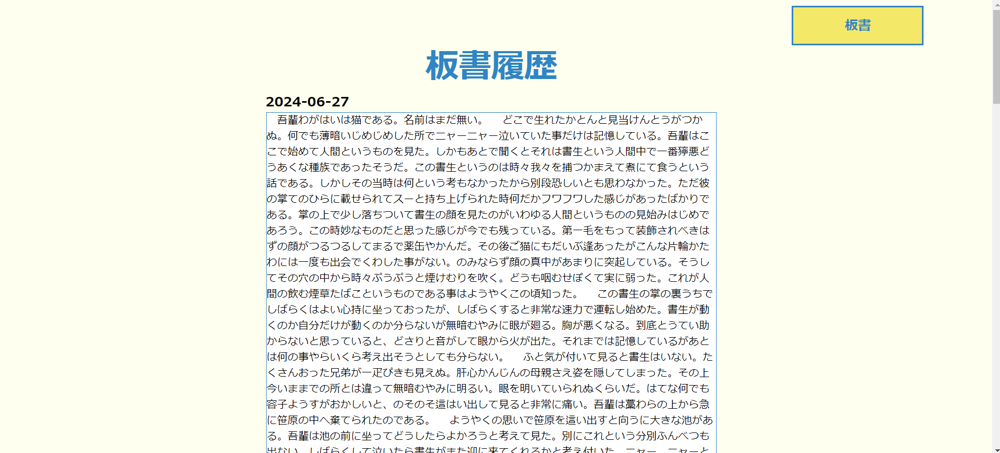 板書
板書履歴
2024-06-27
　吾輩わがはいは猫である。名前はまだ無い。　どこで生れたかとんと見当けんとうがつか
ぬ。何でも薄暗いじめじめした所でニャーニャー泣いていた事だけは記憶している。吾輩はこ
こで始めて人間というものを見た。しかもあとで聞くとそれは書生という人間中で一番獰悪ど
うあくな種族であったそうだ。この書生というのは時々我々を捕つかまえて煮にて食うという
話である。しかしその当時は何という考もなかったから別段恐しいとも思わなかった。ただ彼
の掌てのひらに載せられてスーと持ち上げられた時何だかフワフワした感じがあったばかりで
ある。掌の上で少し落ちついて書生の顔を見たのがいわゆる人間というものの見始みはじめで
あろう。この時妙なものだと思った感じが今でも残っている。第一毛をもって装飾されべきは
ずの顔がつるつるしてまるで薬缶やかんだ。その後ご猫にもだいぶ逢あったがこんな片輪かた
わには一度も出会でくわした事がない。のみならず顔の真中があまりに突起している。そうし
てその穴の中から時々ぷうぷうと煙けむりを吹く。どうも咽むせぽくて実に弱った。これが人
間の飲む煙草たばこというものである事はようやくこの頃知った。　この書生の掌の裏うちで
しばらくはよい心持に坐っておったが、しばらくすると非常な速力で運転し始めた。書生が動
くのか自分だけが動くのか分らないが無暗むやみに眼が廻る。胸が悪くなる。到底とうてい助
からないと思っていると、どさりと音がして眼から火が出た。それまでは記憶しているがあと
は何の事やらいくら考え出そうとしても分らない。　ふと気が付いて見ると書生はいない。た
くさんおった兄弟が一疋ぴきも見えぬ。肝心かんじんの母親さえ姿を隠してしまった。その上
今いままでの所とは違って無暗むやみに明るい。眼を明いていられぬくらいだ。はてな何でも
容子ようすがおかしいと、のそのそ這はい出して見ると非常に痛い。吾輩は藁わらの上から急
に笹原の中へ棄てられたのである。　ようやくの思いで笹原を這い出すと向うに大きな池があ
る。吾輩は池の前に坐ってどうしたらよかろうと考えて見た。別にこれという分別ふんべつも
出ない。しばらくして泣いたら書生がまた迎に来てくれるかと考え付いた。ニャー、ニャーと